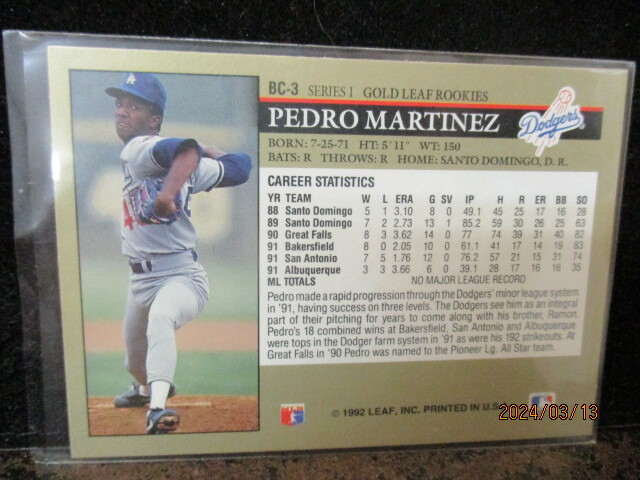 BC-3 SERIES I GOLD LEAF ROOKIES
PEDRO MARTINEZ
Dodgers
BORN: 7-25-71 HT: 5'11" WT: 150
BATS: R THROWS: R HOME: SANTO DOMINGO, D. R.
CAREER STATISTICS
YR TEAM W L ERA G SV IP H R ER BB SO
88 Santo Domingo 5 1 3.10 8 0 49.1 45 25 17 16 28
89 Santo Domingo 7 2 2.73 13 1 85.2 59 30 26 25 63
90 Great Falls 8 3 3.62 14 0 77 74 39 31 40 82
91 Bakersfield 8 0 2.05 10 0 61.1 41 17 14 19 83
91 San Antonio 7 5 1.76 12 0 76.2 57 21 15 31 74
91 Albuquerque 3 3 3.66 6 0 39.1 28 17 16 16 35
ML TOTALS NO MAJOR LEAGUE RECORD
Pedro made a rapid progression through the Dodgers' minor league system
in '91, having success on three levels. The Dodgers see him as an integral
part of their pitching for years to come along with his brother, Ramon.
Pedro's 18 combined wins at Bakersfield, San Antonio and Albuquerque
were tops in the Dodger farm system in '91 as were his 192 strikeouts. At
Great Falls in '90 Pedro was named to the Pioneer Lg. All Star team.
© 1992 LEAF, INC. PRINTED IN U.S.
2024/03/13